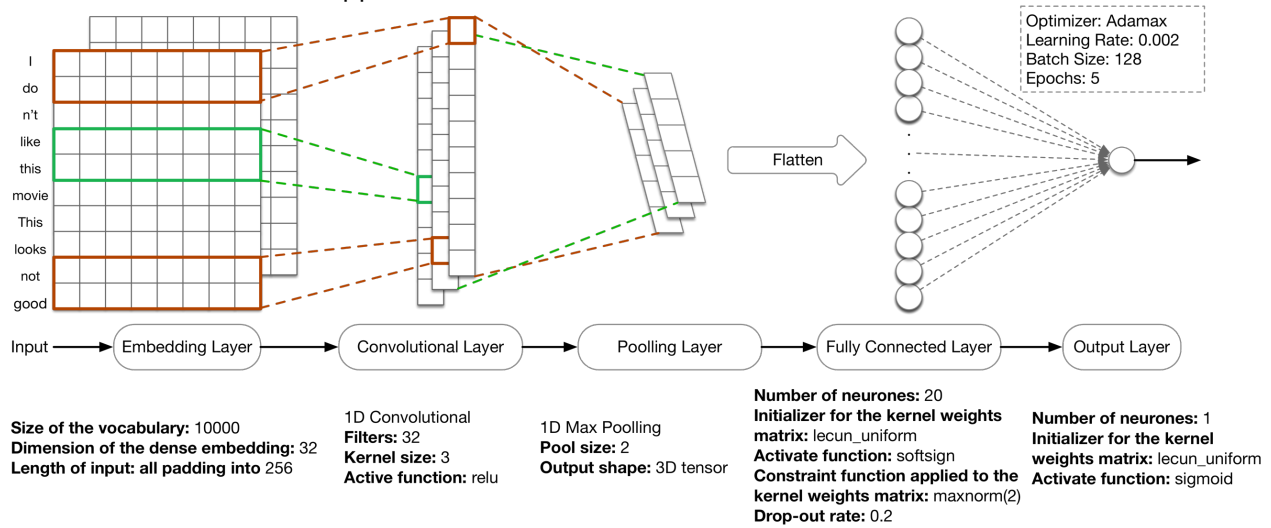 Optimizer: Adamax
Learning Rate: 0.002
Batch Size: 128
Epochs: 5
I
do
n't
like
this
movie
This
looks
not
good
Flatten
Input
Embedding Layer
Convolutional Layer
Poolling Layer
Fully Connected Layer
Output Layer
Size of the vocabulary: 10000
Dimension of the dense embedding: 32
Length of input: all padding into 256
1D Convolutional
Filters: 32
Kernel size: 3
Active function: relu
1D Max Poolling
Pool size: 2
Output shape: 3D tensor
Number of neurones: 20
Initializer for the kernel weights
matrix: lecun_uniform
Activate function: softsign
Constraint function applied to the
kernel weights matrix: maxnorm(2)
Drop-out rate: 0.2
Number of neurones: 1
Initializer for the kernel
weights matrix: lecun_uniform
Activate function: sigmoid